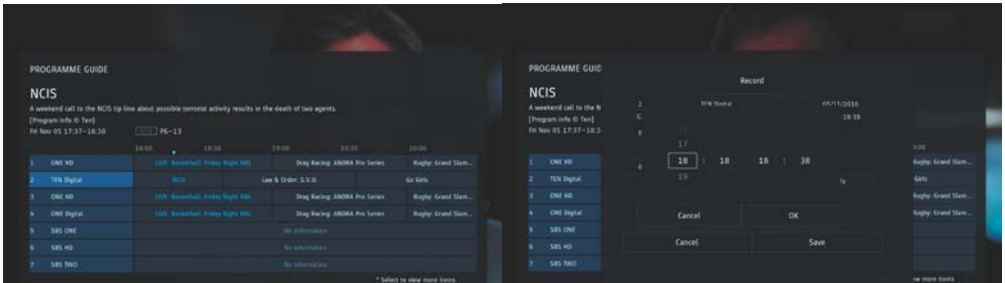 PROGRAMME GUIDE
NCIS
A weekend call to the NCIS tip line about possible terrorist activity results in the death of two agents.
[Program info © Ten]
Fri Nov 05 17:37~18:38 PG-13
18:00 18:30 19:00 19:30 20:00
1 ONE HD LIVE: Basketball: Friday Night NBL Drag Racing: ANDRA Pro Series Rugby: Grand Slam...
2 TEN Digital NCIS Law & Order: S.V.U. Go Girls
3 ONE HD LIVE: Basketball: Friday Night NBL Drag Racing: ANDRA Pro Series Rugby: Grand Slam...
4 ONE Digital LIVE: Basketball: Friday Night NBL Drag Racing: ANDRA Pro Series Rugby: Grand Slam...
5 SBS ONE No Information
6 SBS HD No Information
7 SBS TWO No Information
* Select to view more items
PROGRAMME GUID
Record
NCIS
A weekend call to the N
2 TEN Digital 05/11/2016
[Program info © Ten]
-18:38
Fri Nov 05 17:37~18:3
17
1 ONE HD 18 : 18 18 : 38 Rugby: Grand Slam...
2 TEN Digital 19 Girls
3 ONE HD Rugby: Grand Slam...
4 ONE Digital Cancel OK Rugby: Grand Slam...
5 SBS ONE
6 SBS HD Cancel Save
7 SBS TWO
ew more items